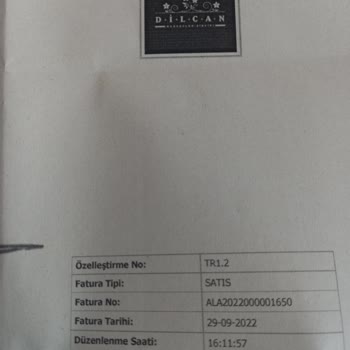 DİLCAN
Özelleştirme No: TR1.2
Fatura Tipi: SATIS
Fatura No: ALA2022000001650
Fatura Tarihi: 29-09-2022
Düzenlenme Saati: 16:11:57